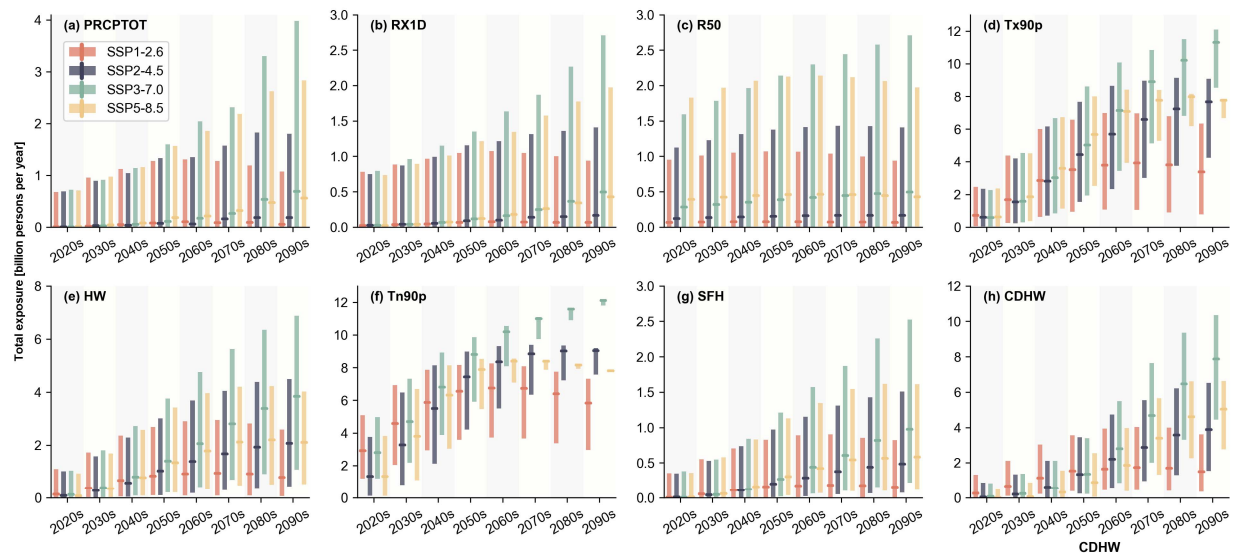 Total exposure [billion persons per year]
(a) PRCPTOT
SSP1-2.6
SSP2-4.5
SSP3-7.0
SSP5-8.5
4
3
2
1
0
2020s 2030s 2040s 2050s 2060s 2070s 2080s 2090s
(b) RX1D
3.0
2.5
2.0
1.5
1.0
0.5
0.0
2020s 2030s 2040s 2050s 2060s 2070s 2080s 2090s
(c) R50
3.0
2.5
2.0
1.5
1.0
0.5
0.0
2020s 2030s 2040s 2050s 2060s 2070s 2080s 2090s
(d) Tx90p
12
10
8
6
4
2
0
2020s 2030s 2040s 2050s 2060s 2070s 2080s 2090s
(e) HW
8
6
4
2
0
2020s 2030s 2040s 2050s 2060s 2070s 2080s 2090s
(f) Tn90p
12
10
8
6
4
2
0
2020s 2030s 2040s 2050s 2060s 2070s 2080s 2090s
(g) SFH
3.0
2.5
2.0
1.5
1.0
0.5
0.0
2020s 2030s 2040s 2050s 2060s 2070s 2080s 2090s
(h) CDHW
12
10
8
6
4
2
0
2020s 2030s 2040s 2050s 2060s 2070s 2080s 2090s
CDHW